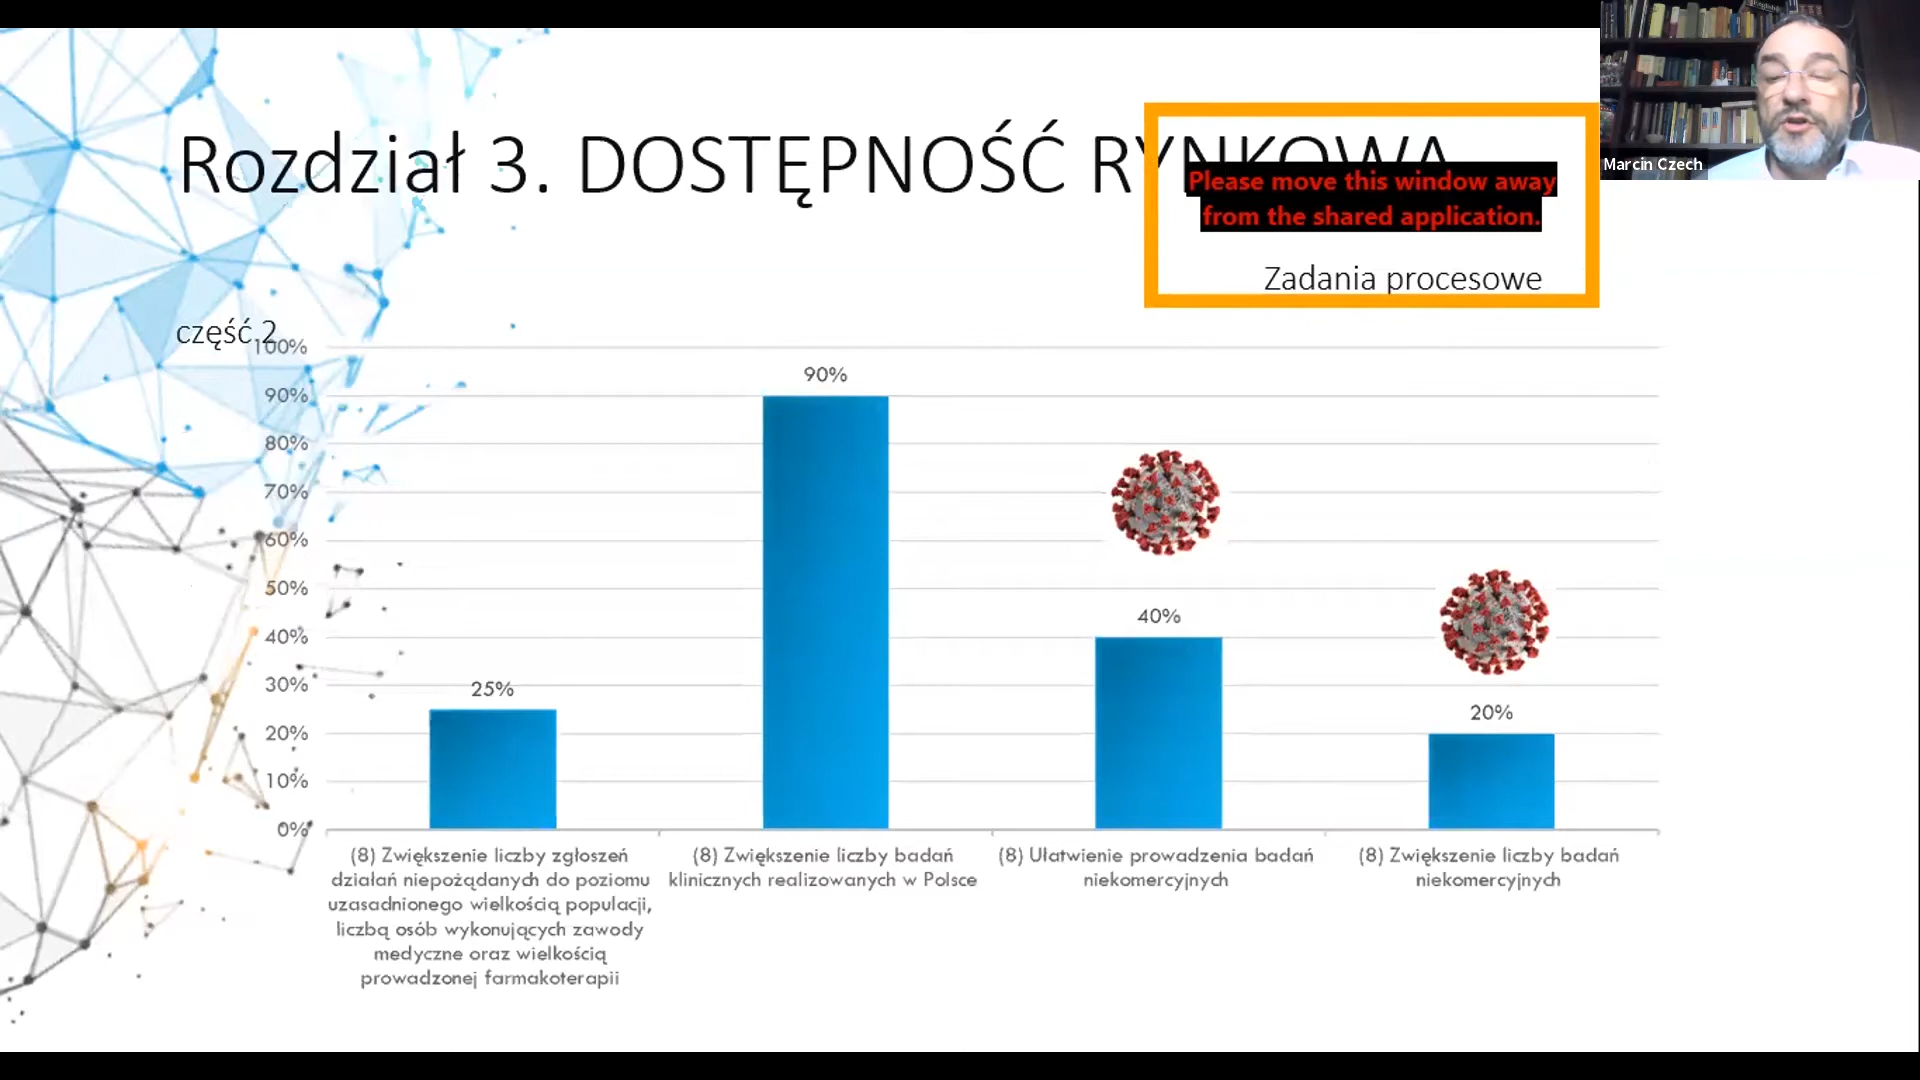 Rozdział 3. DOSTĘPNOŚĆ RYNKOWA
Please move this window away
from the shared application.
Marcin Czech
Zadania procesowe
część 2
100%
90%
80%
70%
60%
50%
40%
30%
20%
10%
0%
25%
90%
40%
20%
(8) Zwiększenie liczby zgłoszeń
działań niepożądanych do poziomu
uzasadnionego wielkością populacji,
liczbą osób wykonujących zawody
medyczne oraz wielkością
prowadzonej farmakoterapii
(8) Zwiększenie liczby badań
klinicznych realizowanych w Polsce
(8) Ułatwienie prowadzenia badań
niekomercyjnych
(8) Zwiększenie liczby badań
niekomercyjnych